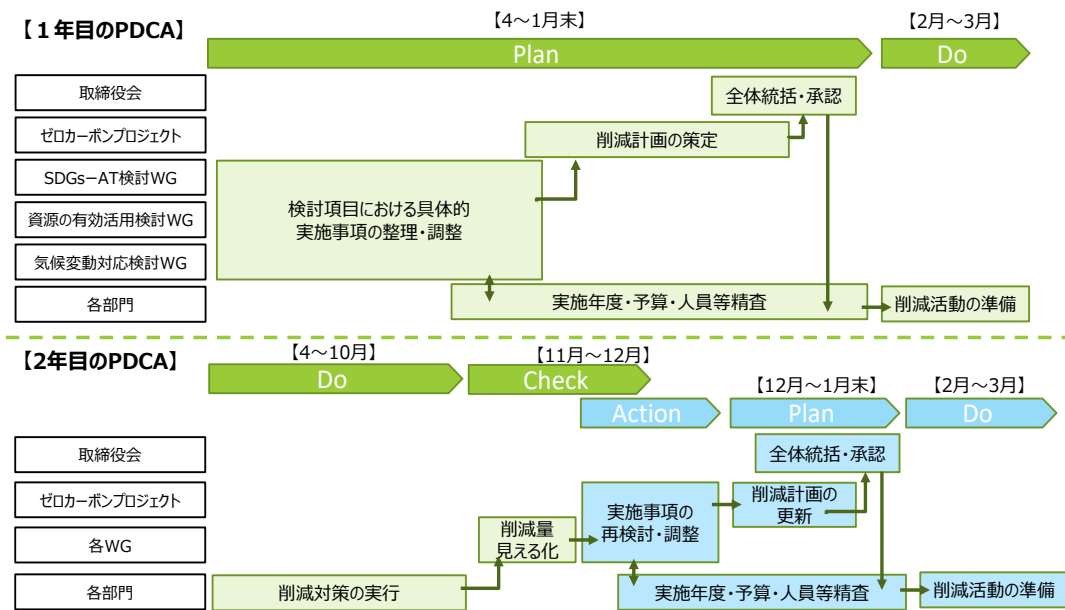 【１年目のPDCA】
【4～1月末】
【2月～3月】
Plan
Do
取締役会
全体統括・承認
ゼロカーボンプロジェクト
削減計画の策定
SDGs－AT検討WG
資源の有効活用検討WG
気候変動対応検討WG
検討項目における具体的
実施事項の整理・調整
各部門
実施年度・予算・人員等精査
削減活動の準備
【2年目のPDCA】
【4～10月】
【11月～12月】
【12月～1月末】
【2月～3月】
Do
Check
Action
Plan
Do
取締役会
全体統括・承認
ゼロカーボンプロジェクト
削減計画の
更新
実施事項の
再検討・調整
各WG
削減量
見える化
各部門
削減対策の実行
実施年度・予算・人員等精査
削減活動の準備